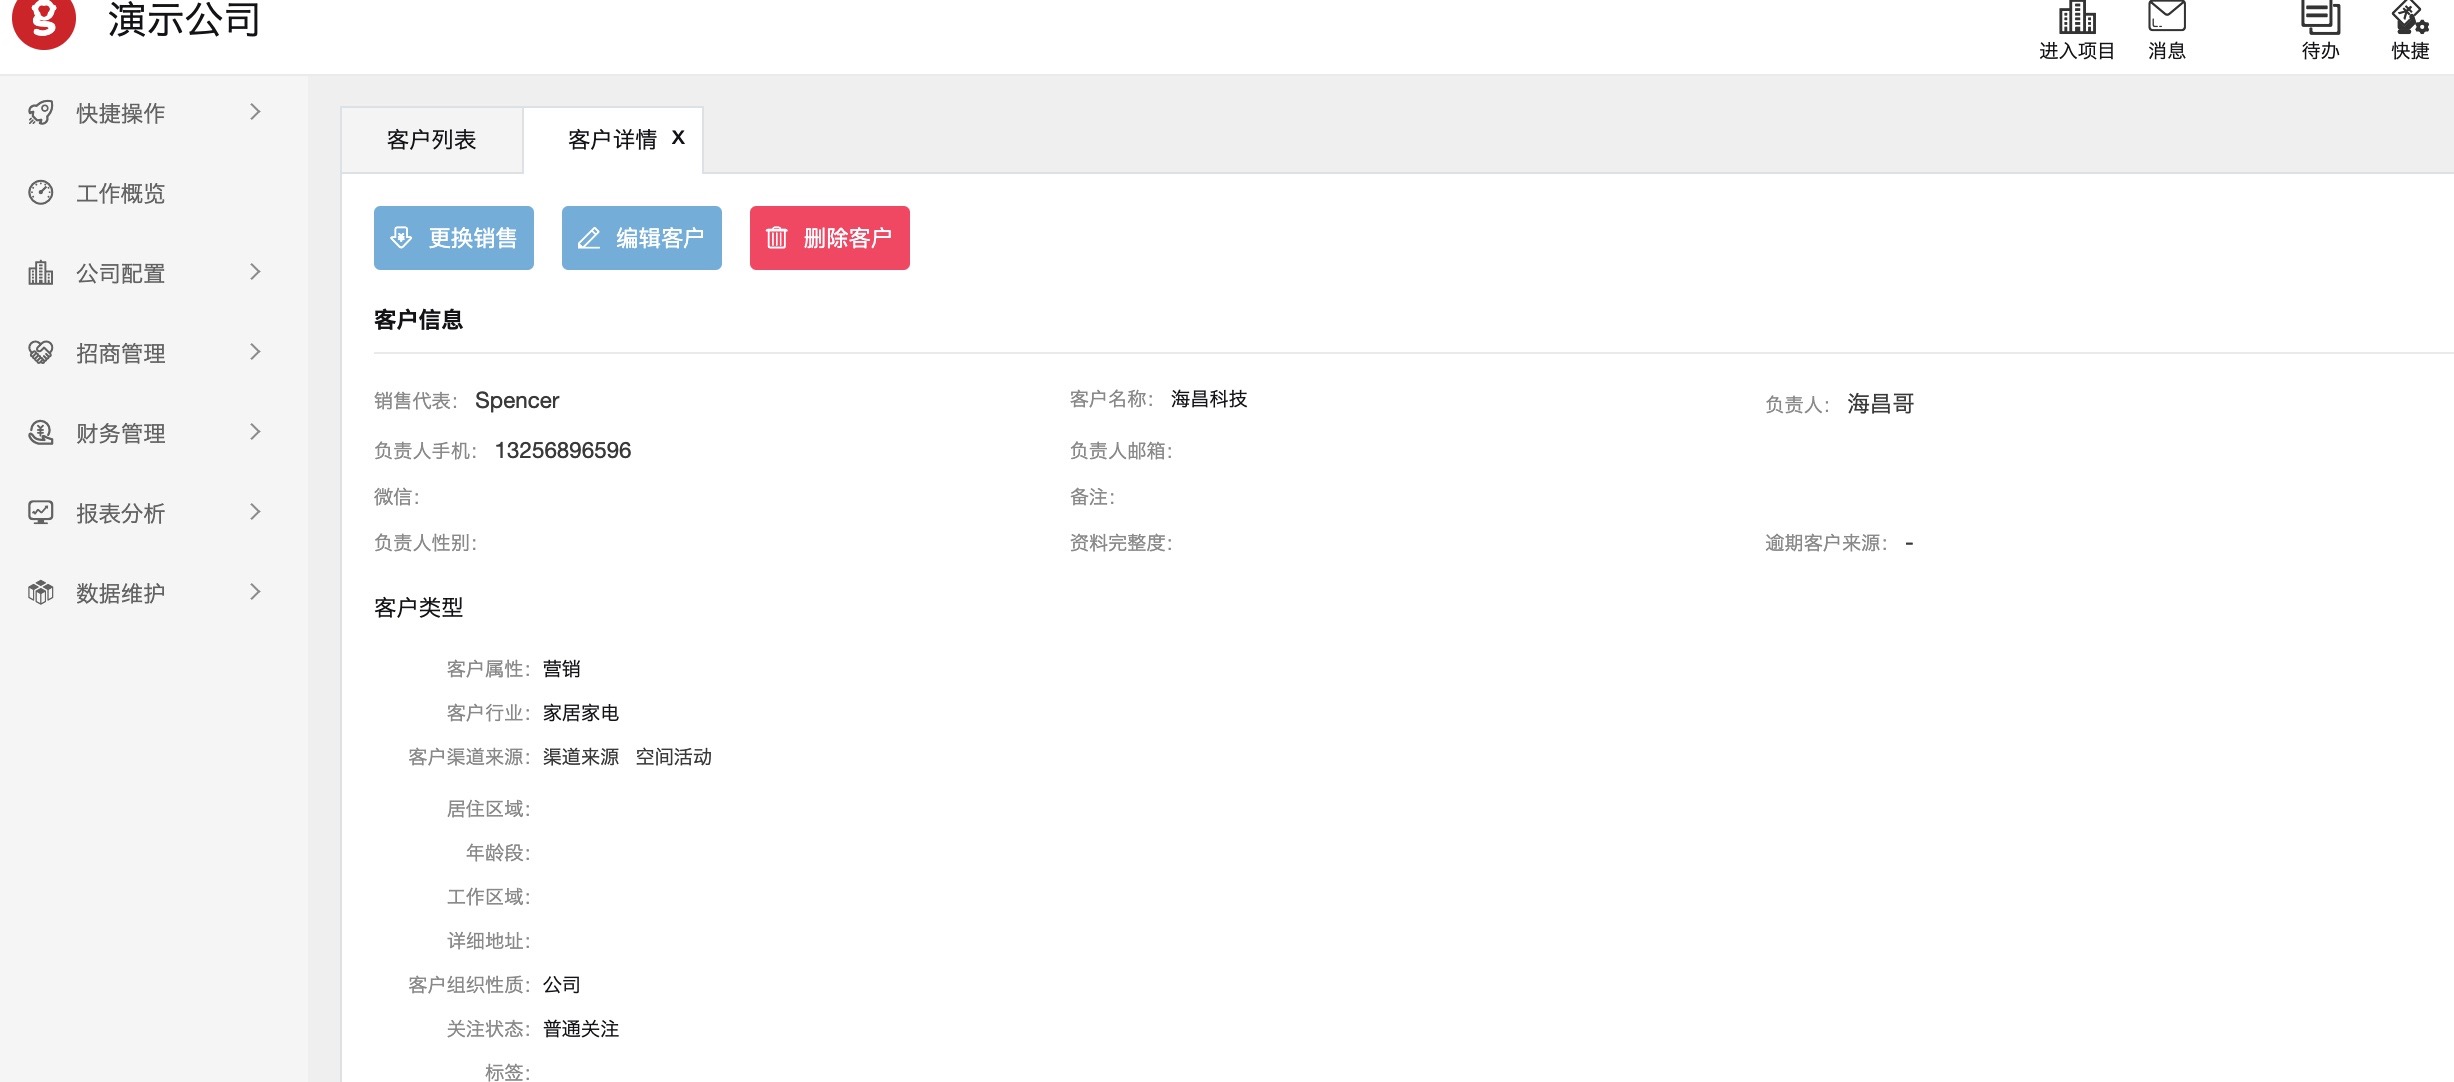 演示公司
进入项目 消息 待办 快捷
快捷操作
工作概览
公司配置
招商管理
财务管理
报表分析
数据维护
客户列表 客户详情 X
更换销售 编辑客户 删除客户
客户信息
销售代表: Spencer 客户名称: 海昌科技 负责人: 海昌哥
负责人手机: 13256896596 负责人邮箱:
微信: 备注:
负责人性别: 资料完整度: 逾期客户来源: -
客户类型
客户属性: 营销
客户行业: 家居家电
客户渠道来源: 渠道来源 空间活动
居住区域:
年龄段:
工作区域:
详细地址:
客户组织性质: 公司
关注状态: 普通关注
标签: